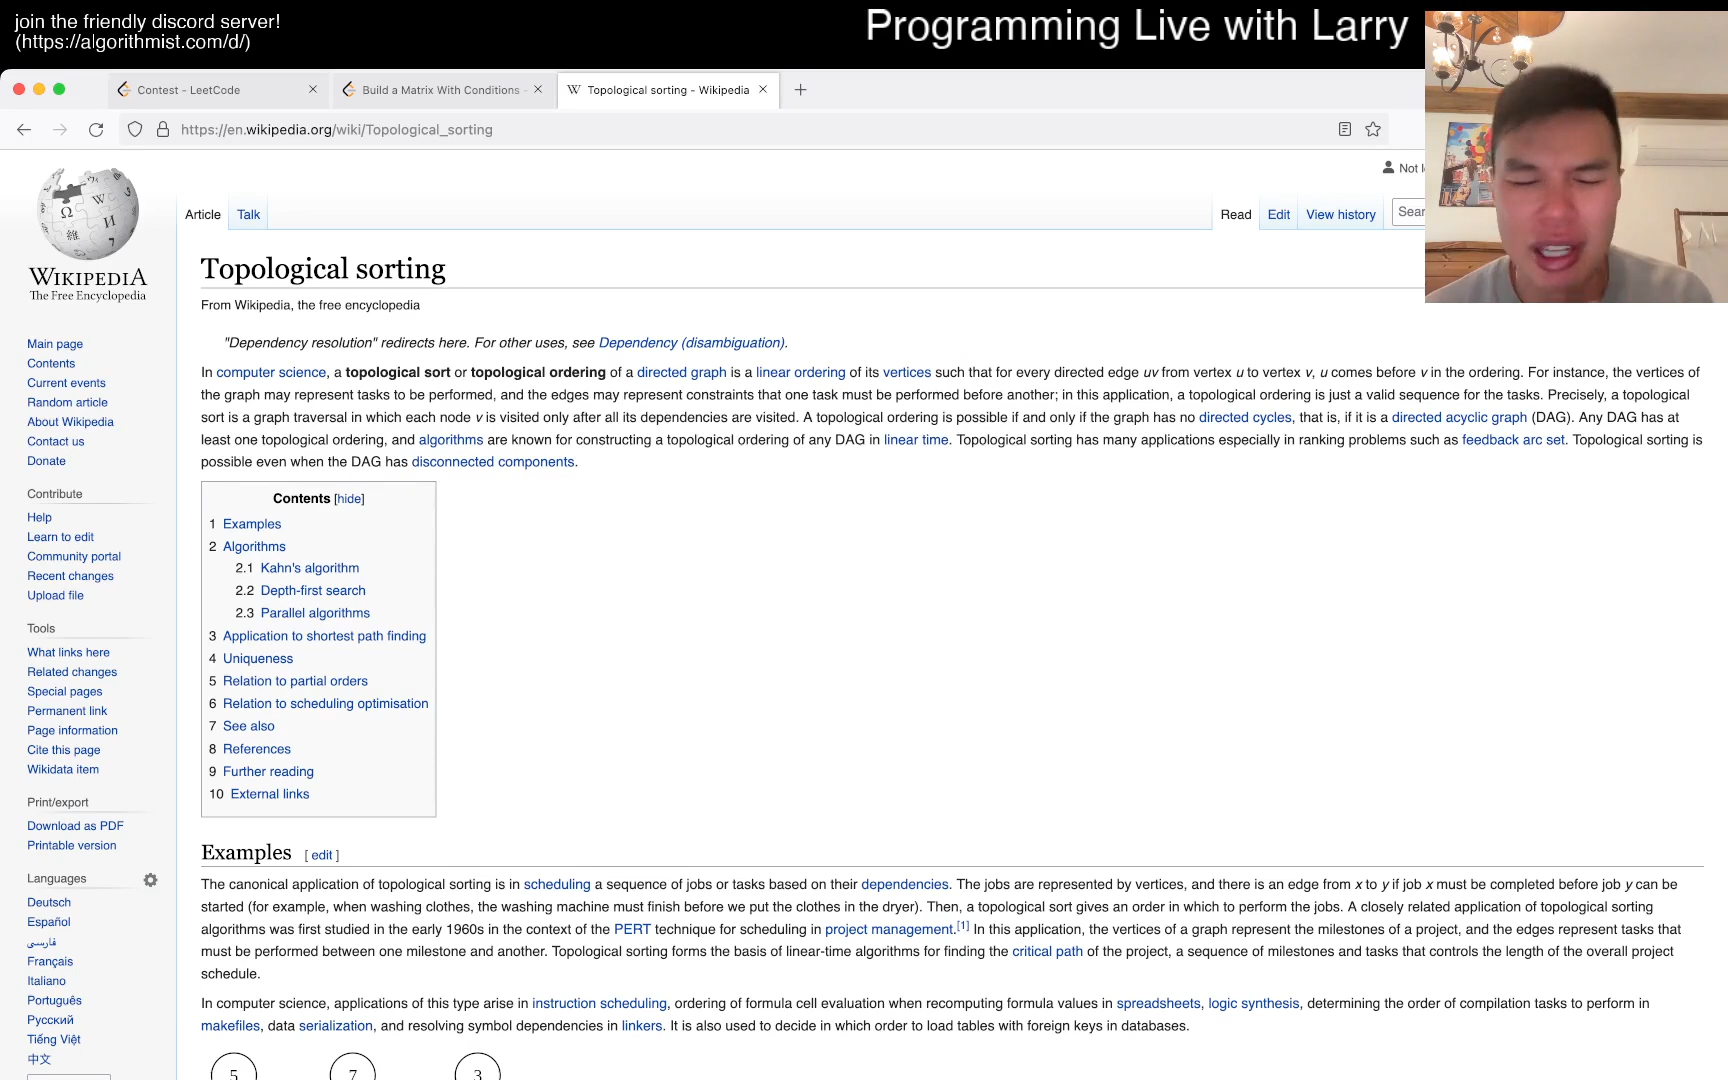 join the friendly discord server!
(https://algorithmist.com/d/)
Programming Live with Larry
Contest - LeetCode
Build a Matrix With Conditions -
Topological sorting - Wikipedia
https://en.wikipedia.org/wiki/Topological_sorting
Not l
Article
Talk
Read
Edit
View history
Sear
WIKIPEDIA
The Free Encyclopedia
Main page
Contents
Current events
Random article
About Wikipedia
Contact us
Donate
Contribute
Help
Learn to edit
Community portal
Recent changes
Upload file
Tools
What links here
Related changes
Special pages
Permanent link
Page information
Cite this page
Wikidata item
Print/export
Download as PDF
Printable version
Languages
Deutsch
Español
فارسی
Français
Italiano
Português
Русский
Tiếng Việt
中文
Topological sorting
From Wikipedia, the free encyclopedia
"Dependency resolution" redirects here. For other uses, see Dependency (disambiguation).
In computer science, a topological sort or topological ordering of a directed graph is a linear ordering of its vertices such that for every directed edge uv from vertex u to vertex v, u comes before v in the ordering. For instance, the vertices of
the graph may represent tasks to be performed, and the edges may represent constraints that one task must be performed before another; in this application, a topological ordering is just a valid sequence for the tasks. Precisely, a topological
sort is a graph traversal in which each node v is visited only after all its dependencies are visited. A topological ordering is possible if and only if the graph has no directed cycles, that is, if it is a directed acyclic graph (DAG). Any DAG has at
least one topological ordering, and algorithms are known for constructing a topological ordering of any DAG in linear time. Topological sorting has many applications especially in ranking problems such as feedback arc set. Topological sorting is
possible even when the DAG has disconnected components.
Contents [hide]
1 Examples
2 Algorithms
2.1 Kahn's algorithm
2.2 Depth-first search
2.3 Parallel algorithms
3 Application to shortest path finding
4 Uniqueness
5 Relation to partial orders
6 Relation to scheduling optimisation
7 See also
8 References
9 Further reading
10 External links
Examples [ edit ]
The canonical application of topological sorting is in scheduling a sequence of jobs or tasks based on their dependencies. The jobs are represented by vertices, and there is an edge from x to y if job x must be completed before job y can be
started (for example, when washing clothes, the washing machine must finish before we put the clothes in the dryer). Then, a topological sort gives an order in which to perform the jobs. A closely related application of topological sorting
algorithms was first studied in the early 1960s in the context of the PERT technique for scheduling in project management.[1] In this application, the vertices of a graph represent the milestones of a project, and the edges represent tasks that
must be performed between one milestone and another. Topological sorting forms the basis of linear-time algorithms for finding the critical path of the project, a sequence of milestones and tasks that controls the length of the overall project
schedule.
In computer science, applications of this type arise in instruction scheduling, ordering of formula cell evaluation when recomputing formula values in spreadsheets, logic synthesis, determining the order of compilation tasks to perform in
makefiles, data serialization, and resolving symbol dependencies in linkers. It is also used to decide in which order to load tables with foreign keys in databases.
5
7
3